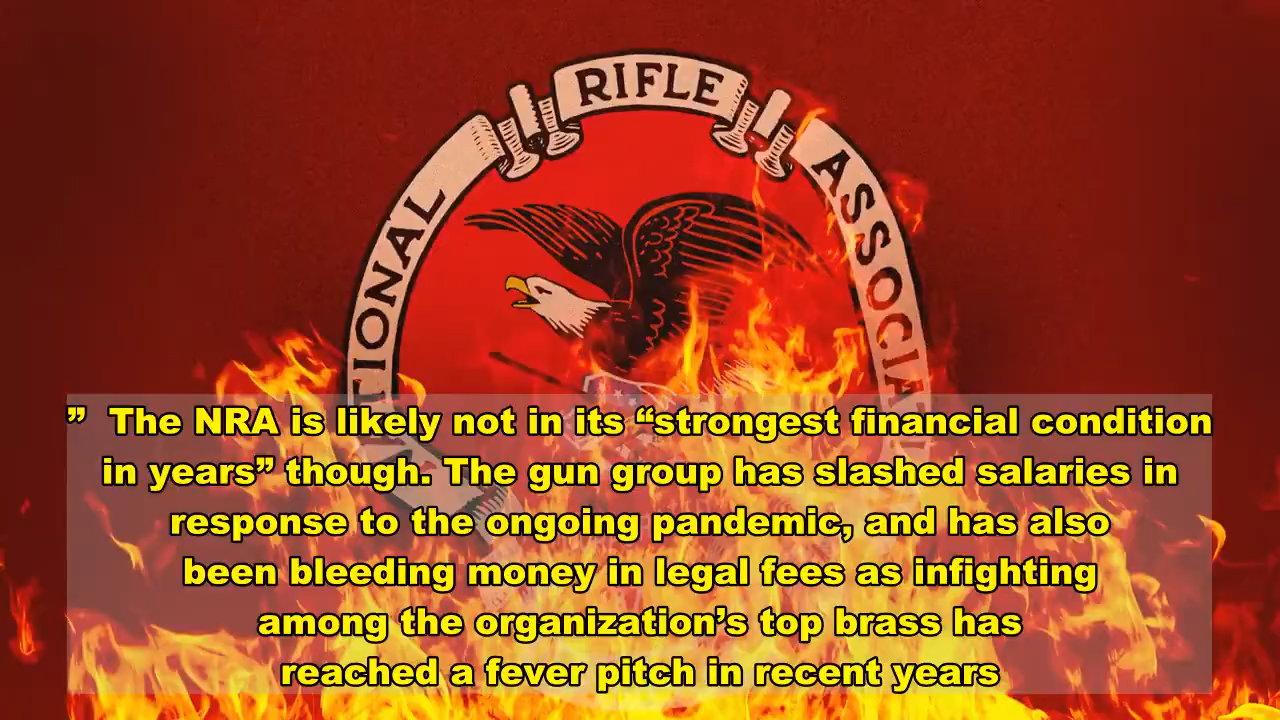 NATIONAL RIFLE ASSOCIA
”  The NRA is likely not in its “strongest financial condition
in years” though. The gun group has slashed salaries in
response to the ongoing pandemic, and has also
been bleeding money in legal fees as infighting
among the organization’s top brass has
reached a fever pitch in recent years